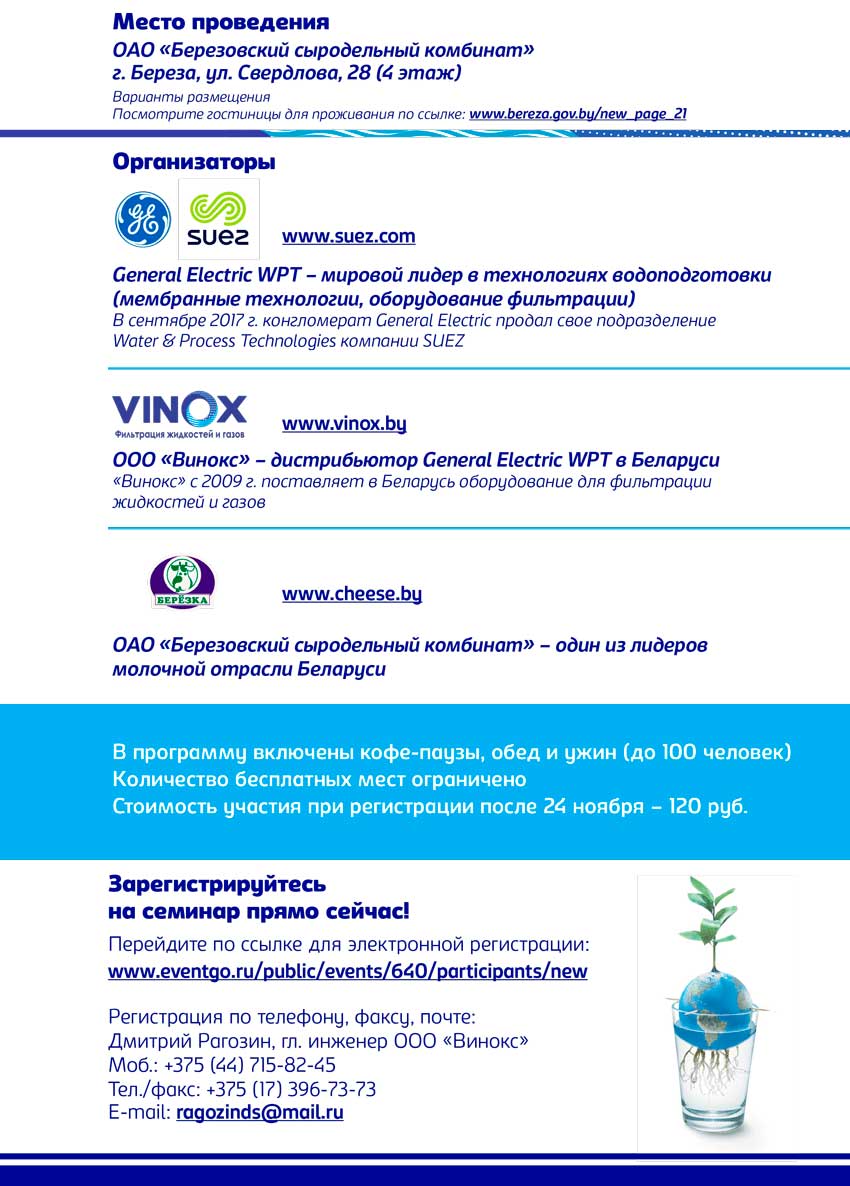 Место проведения
ОАО «Березовский сыродельный комбинат»
г. Береза, ул. Свердлова, 28 (4 этаж)
Варианты размещения
Посмотрите гостиницы для проживания по ссылке: www.bereza.gov.by/new_page_21
Организаторы
GE
suez
www.suez.com
General Electric WPT – мировой лидер в технологиях водоподготовки
(мембранные технологии, оборудование фильтрации)
В сентябре 2017 г. конгломерат General Electric продал свое подразделение
Water & Process Technologies компании SUEZ
VINOX
Фильтрация жидкостей и газов
www.vinox.by
ООО «Винокс» – дистрибьютор General Electric WPT в Беларуси
«Винокс» с 2009 г. поставляет в Беларусь оборудование для фильтрации
жидкостей и газов
БЕРЁЗКА
www.cheese.by
ОАО «Березовский сыродельный комбинат» – один из лидеров
молочной отрасли Беларуси
В программу включены кофе-паузы, обед и ужин (до 100 человек)
Количество бесплатных мест ограничено
Стоимость участия при регистрации после 24 ноября – 120 руб.
Зарегистрируйтесь
на семинар прямо сейчас!
Перейдите по ссылке для электронной регистрации:
www.eventgo.ru/public/events/640/participants/new
Регистрация по телефону, факсу, почте:
Дмитрий Рагозин, гл. инженер ООО «Винокс»
Моб.: +375 (44) 715-82-45
Тел./факс: +375 (17) 396-73-73
E-mail: ragozinds@mail.ru